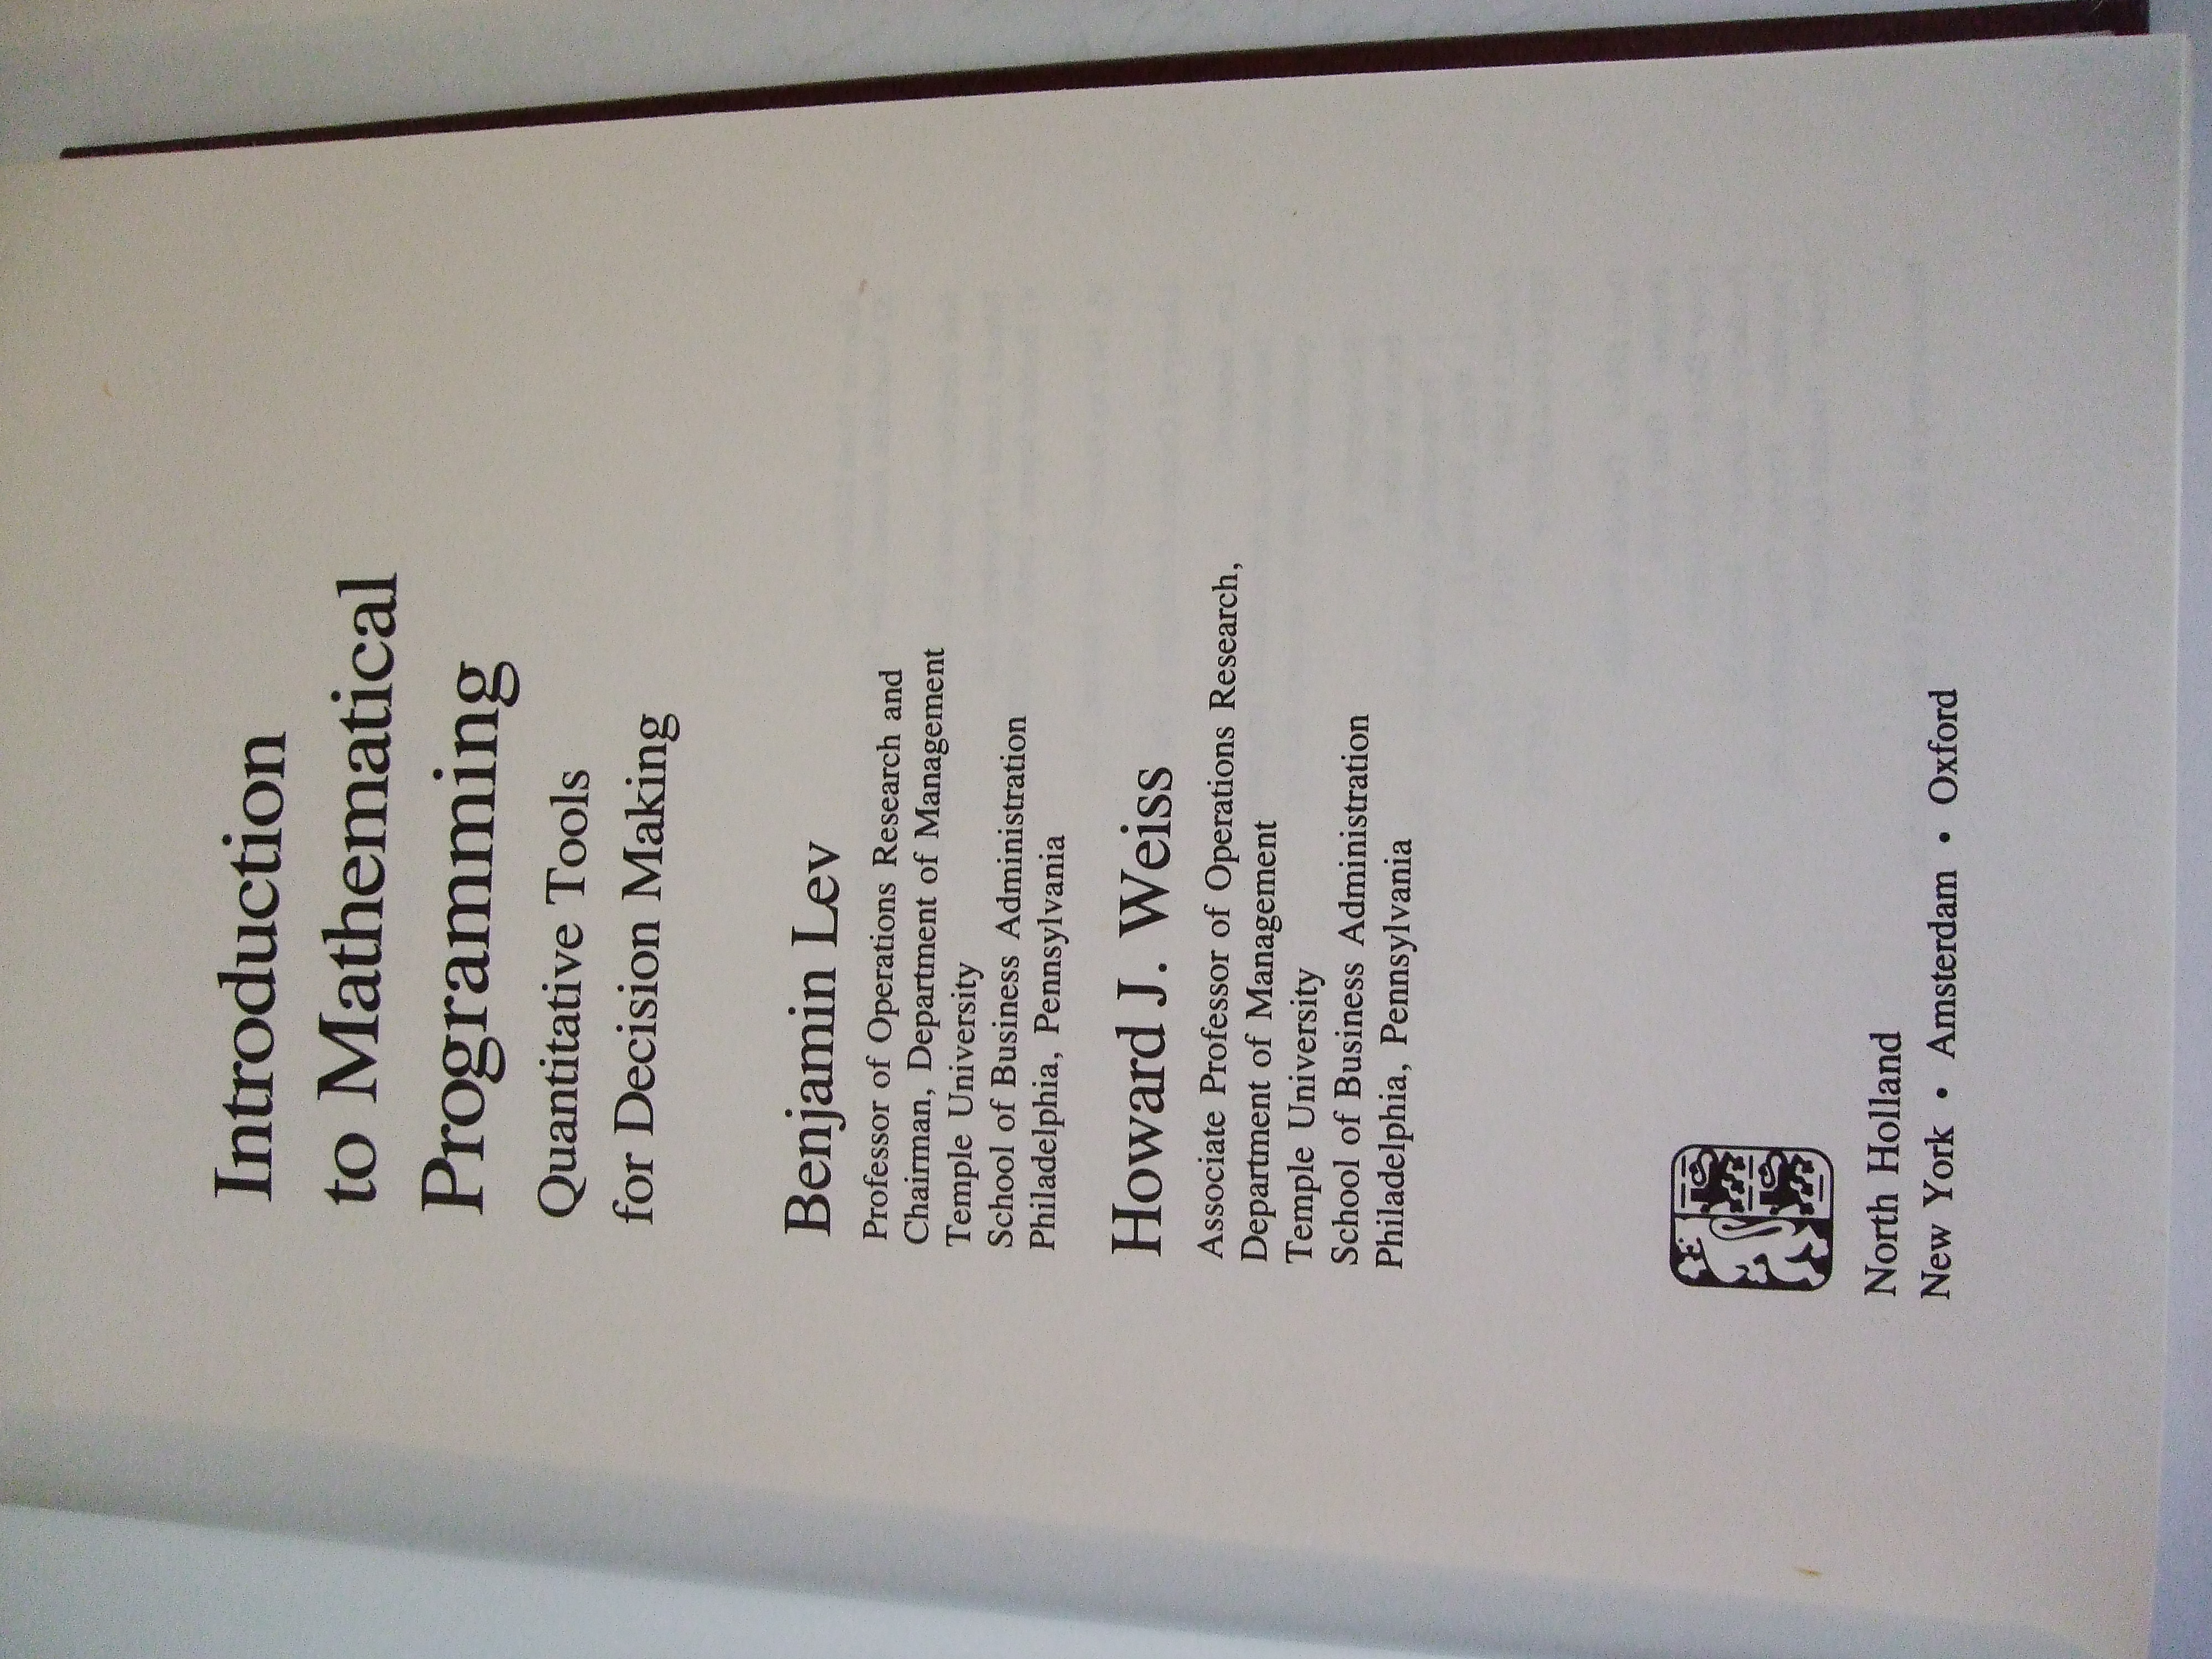 Introduction
to Mathematical
Programming
Quantitative Tools
for Decision Making
Benjamin Lev
Professor of Operations Research and
Chairman, Department of Management
Temple University
School of Business Administration
Philadelphia, Pennsylvania
Howard J. Weiss
Associate Professor of Operations Research,
Department of Management
Temple University
School of Business Administration
Philadelphia, Pennsylvania
North Holland
New York • Amsterdam • Oxford